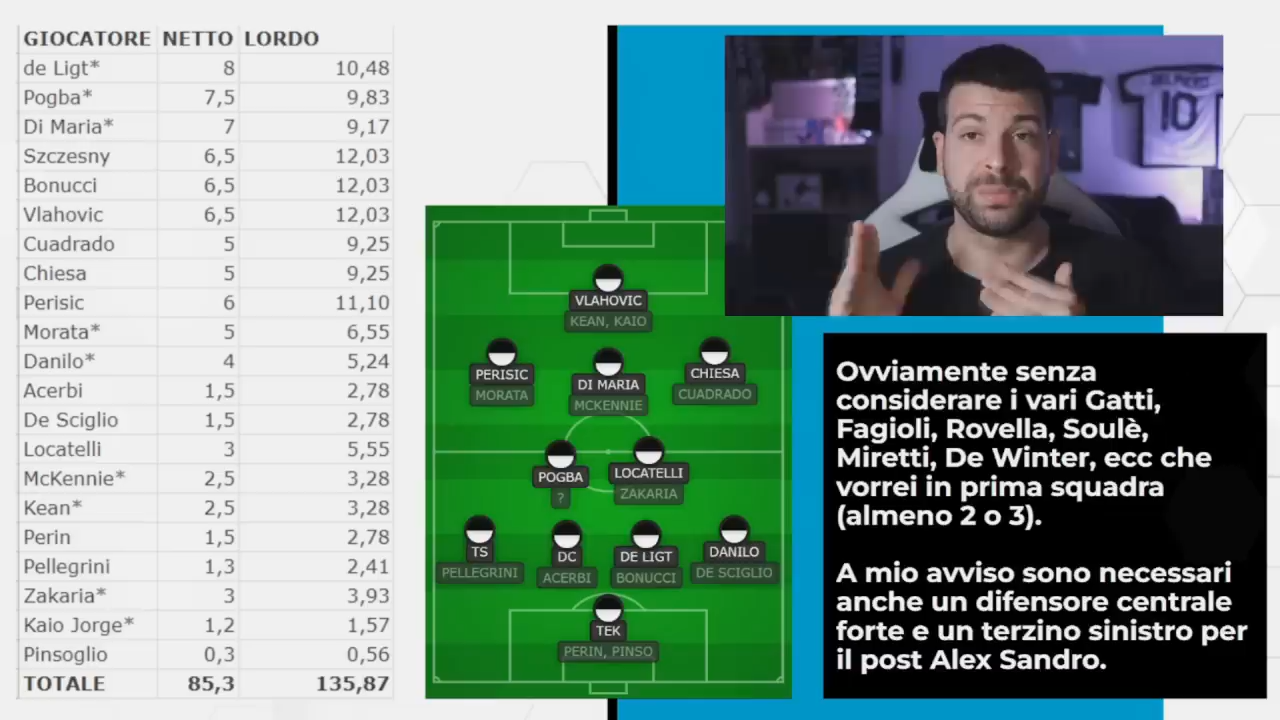 GIOCATORE NETTO LORDO
de Ligt* 8 10,48
Pogba* 7,5 9,83
Di Maria* 7 9,17
Szczesny 6,5 12,03
Bonucci 6,5 12,03
Vlahovic 6,5 12,03
Cuadrado 5 9,25
Chiesa 5 9,25
Perisic 6 11,10
Morata* 5 6,55
Danilo* 4 5,24
Acerbi 1,5 2,78
De Sciglio 1,5 2,78
Locatelli 3 5,55
McKennie* 2,5 3,28
Kean* 2,5 3,28
Perin 1,5 2,78
Pellegrini 1,3 2,41
Zakaria* 3 3,93
Kaio Jorge* 1,2 1,57
Pinsoglio 0,3 0,56
TOTALE 85,3 135,87
VLAHOVIC
KEAN, KAIO
PERISIC
MORATA
DI MARIA
MCKENNIE
CHIESA
CUADRADO
POGBA
?
LOCATELLI
ZAKARIA
TS
PELLEGRINI
DC
ACERBI
DE LIGT
BONUCCI
DANILO
DE SCIGLIO
TEK
PERIN, PINSO
10
Ovviamente senza
considerare i vari Gatti,
Fagioli, Rovella, Soulè,
Miretti, De Winter, ecc che
vorrei in prima squadra
(almeno 2 o 3).
A mio avviso sono necessari
anche un difensore centrale
forte e un terzino sinistro per
il post Alex Sandro.